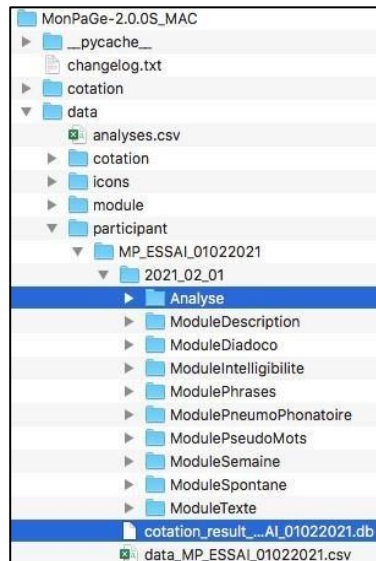 MonPaGe-2.0.0S_MAC
__pycache__
changelog.txt
cotation
data
analyses.csv
cotation
icons
module
participant
MP_ESSAI_01022021
2021_02_01
Analyse
ModuleDescription
ModuleDiadoco
ModuleIntelligibilite
ModulePhrases
ModulePneumoPhonatoire
ModulePseudoMots
ModuleSemaine
ModuleSpontane
ModuleTexte
cotation_result_...AI_01022021.db
data_MP_ESSAI_01022021.csv